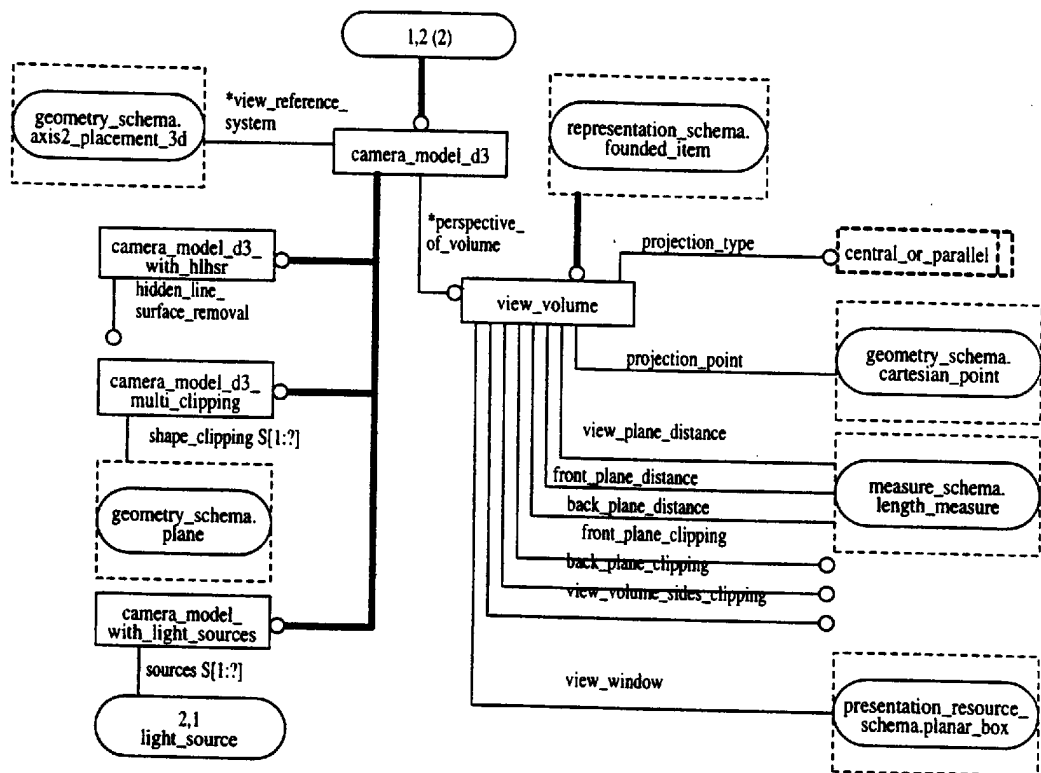 1,2 (2)
*view_reference_
system
geometry_schema.
axis2_placement_3d
camera_model_d3
representation_schema.
founded_item
*perspective_
of_volume
projection_type
central_or_parallel
camera_model_d3_
with_hlhsr
hidden_line_
surface_removal
view_volume
projection_point
geometry_schema.
cartesian_point
camera_model_d3_
multi_clipping
shape_clipping S[1:?]
view_plane_distance
front_plane_distance
measure_schema.
length_measure
back_plane_distance
geometry_schema.
plane
front_plane_clipping
back_plane_clipping
view_volume_sides_clipping
camera_model_
with_light_sources
sources S[1:?]
view_window
presentation_resource_
schema.planar_box
2,1
light_source